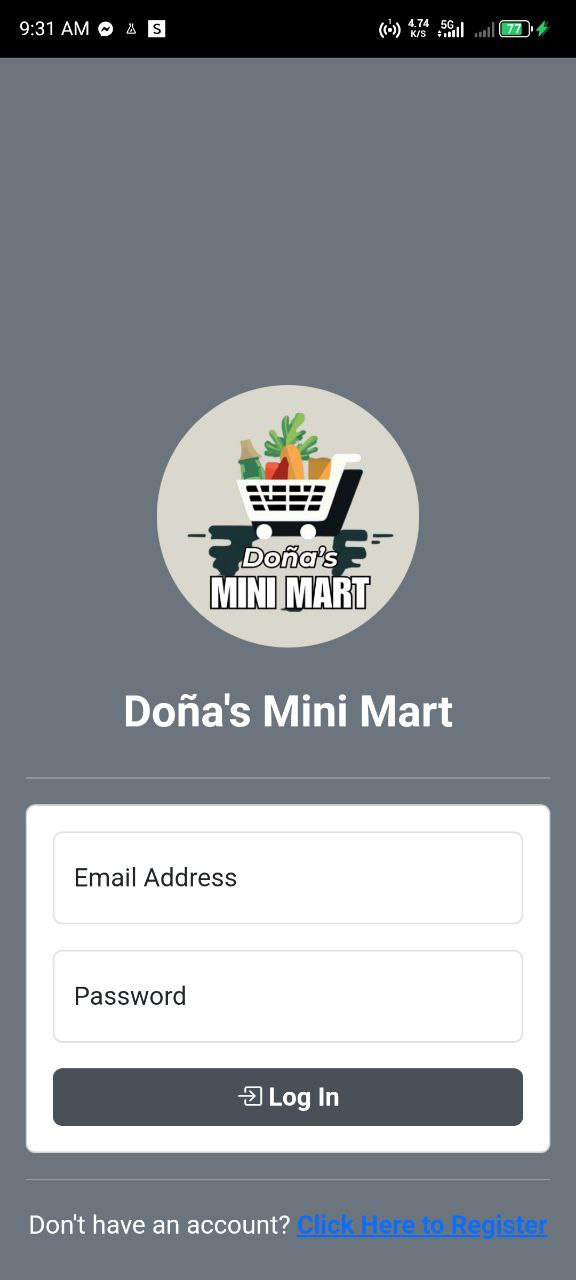 9:31 AM S 1 4.74 K/S 5G 77
Doña's
MINI MART
Doña's Mini Mart
Email Address
Password
Log In
Don't have an account? Click Here to Register